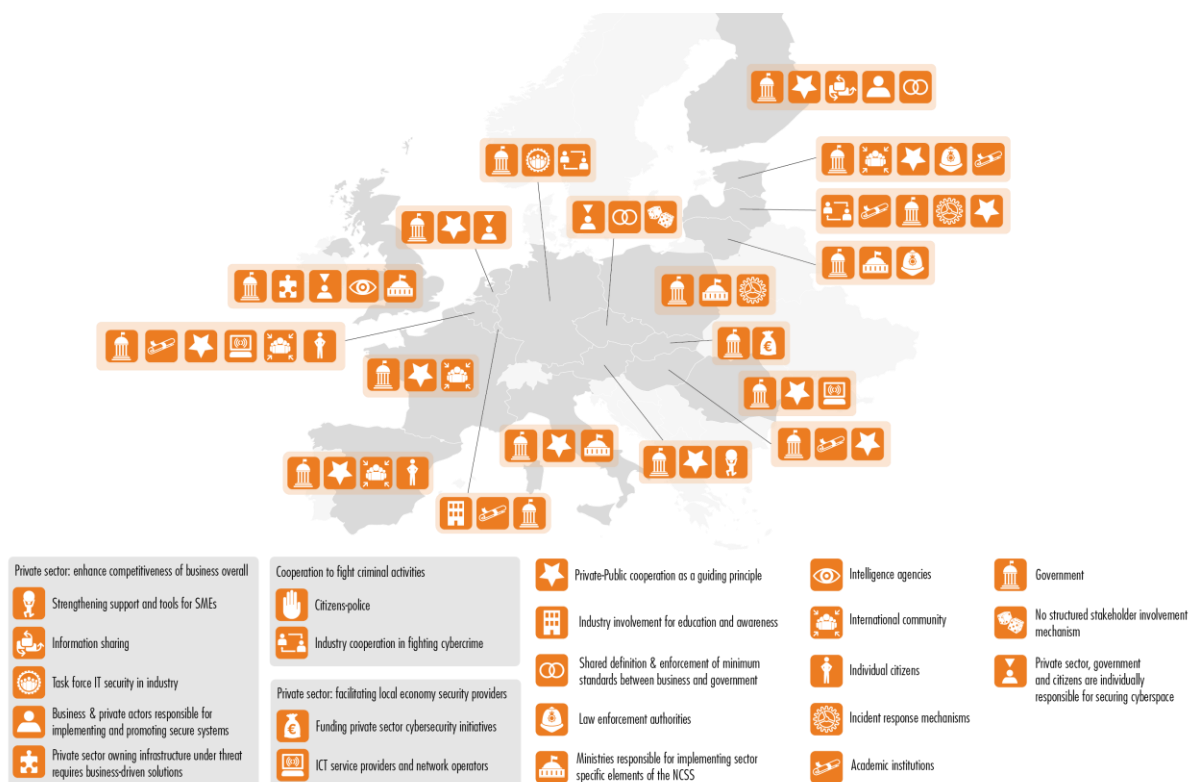 Private sector: enhance competitiveness of business overall
Strengthening support and tools for SMEs
Information sharing
Task force IT security in industry
Business & private actors responsible for
implementing and promoting secure systems
Private sector owning infrastructure under threat
requires business-driven solutions
Cooperation to fight criminal activities
Citizens-police
Industry cooperation in fighting cybercrime
Private sector: facilitating local economy security providers
Funding private sector cybersecurity initiatives
ICT service providers and network operators
Private-Public cooperation as a guiding principle
Industry involvement for education and awareness
Shared definition & enforcement of minimum
standards between business and government
Law enforcement authorities
Ministries responsible for implementing sector
specific elements of the NCSS
Intelligence agencies
International community
Individual citizens
Incident response mechanisms
Academic institutions
Government
No structured stakeholder involvement
mechanism
Private sector, government
and citizens are individually
responsible for securing cyberspace